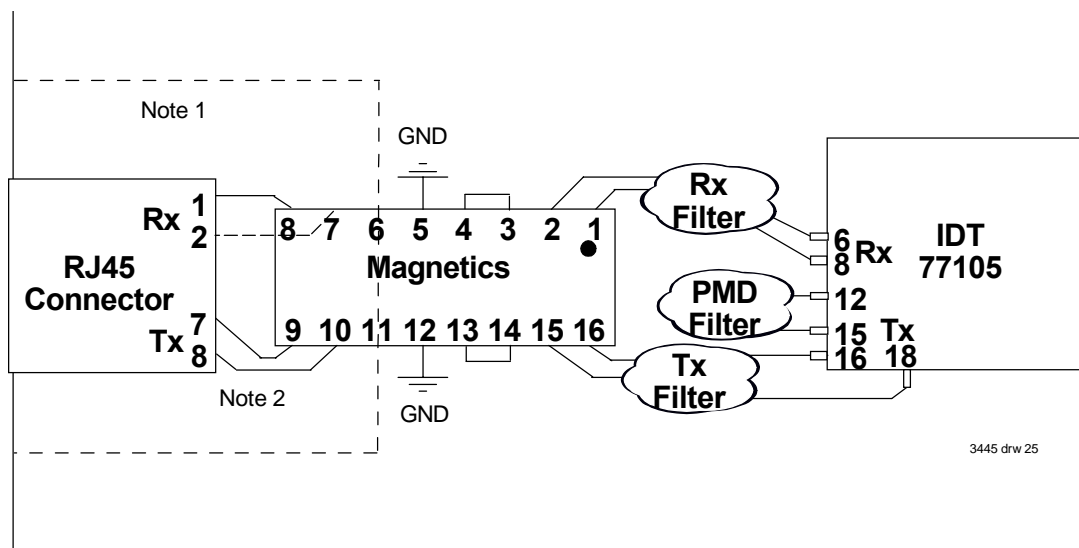 Note 1
GND
Rx 1
2
RJ45
Connector
Tx 7
8
Note 2
8 7 6 5 4 3 2 1
Magnetics
9 10 11 12 13 14 15 16
GND
Rx
Filter
PMD
Filter
Tx
Filter
IDT
77105
6 Rx
8
12
15 Tx
16 18
3445 drw 25